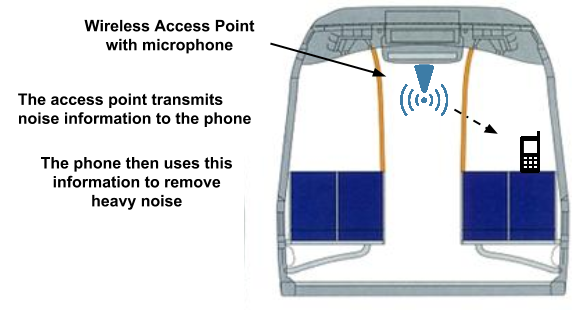 Wireless Access Point
with microphone
The access point transmits
noise information to the phone
The phone then uses this
information to remove
heavy noise